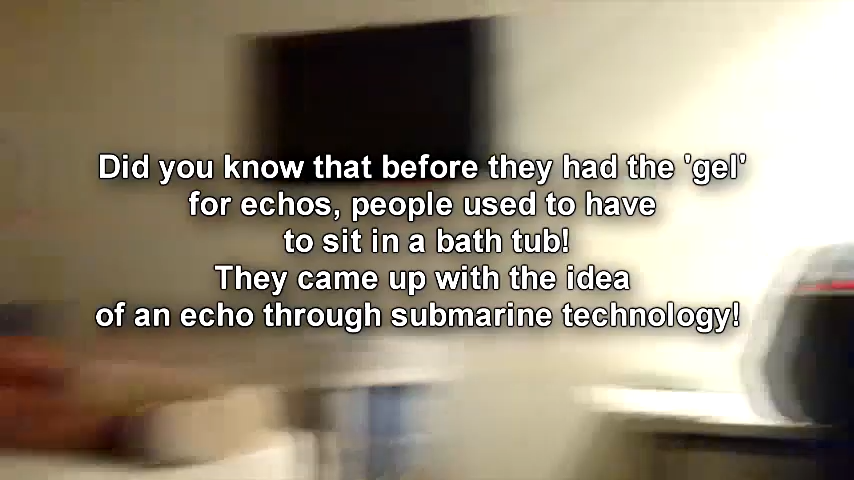 Did you know that before they had the 'gel'
for echos, people used to have
to sit in a bath tub!
They came up with the idea
of an echo through submarine technology!